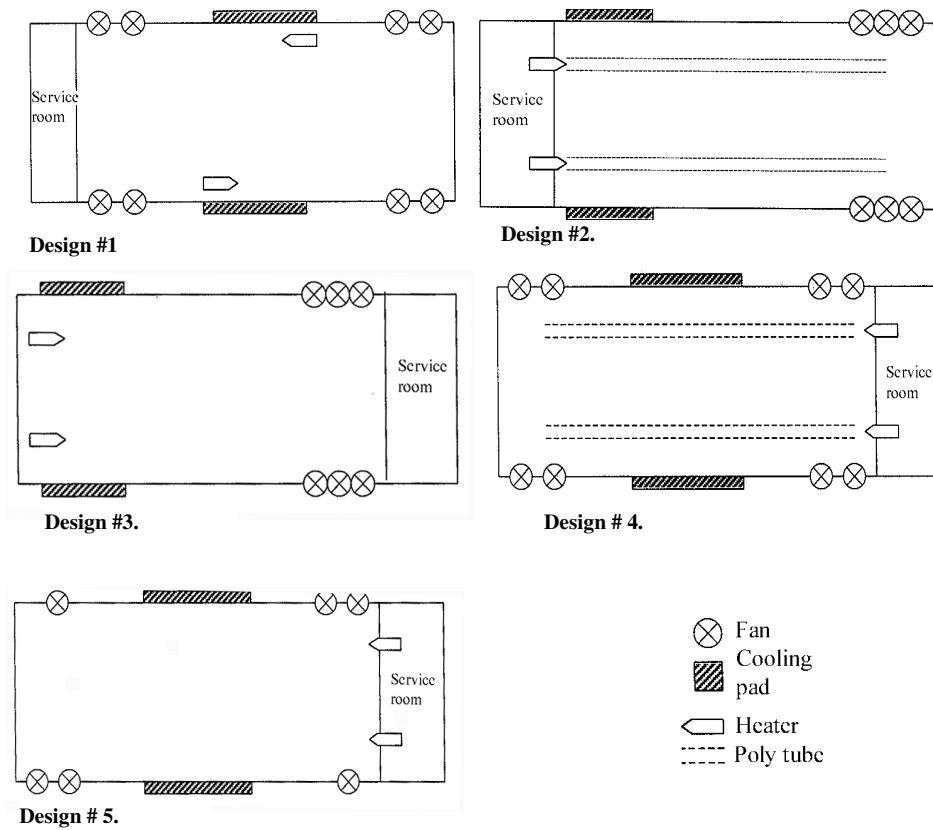 Service
room
Design #1
Service
room
Design #2.
Service
room
Design #3.
Service
room
Design # 4.
Service
room
Design # 5.
Fan
Cooling
pad
Heater
Poly tube